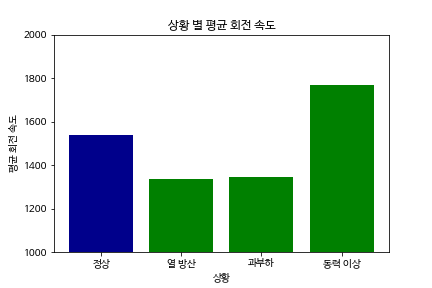 상황 별 평균 회전 속도
2000
1800
1600
1400
1200
1000
평균 회전 속도
정상 열 방산 과부하 동력 이상
상황